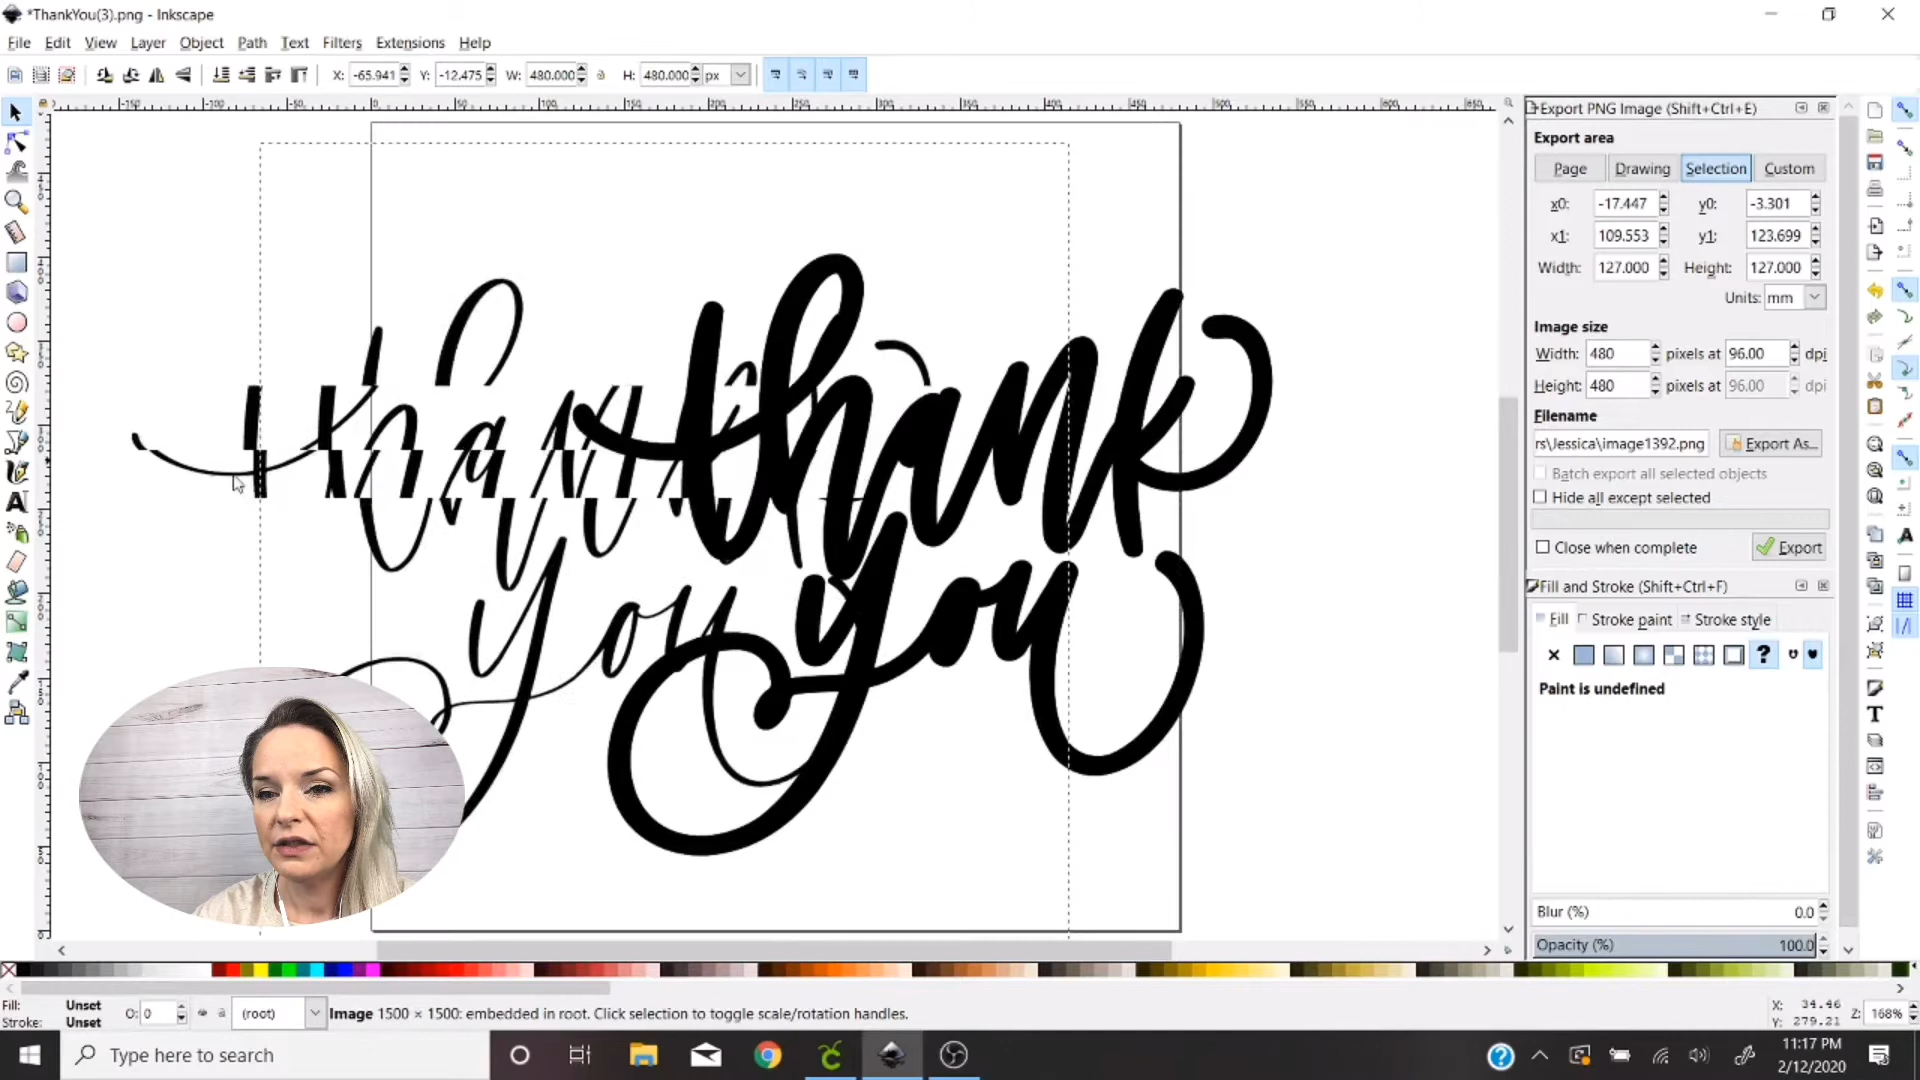 *ThankYou(3).png - Inkscape
File Edit View Layer Object Path Text Filters Extensions Help
X: -65.941 Y: -12.475 W: 480.000 H: 480.000 px
Export PNG Image (Shift+Ctrl+E)
Export area
Page Drawing Selection Custom
x0: -17.447 y0: -3.301
x1: 109.553 y1: 123.699
Width: 127.000 Height: 127.000
Units: mm
Image size
Width: 480 pixels at 96.00 dpi
Height: 480 pixels at 96.00 dpi
Filename
rs\Jessica\image1392.png Export As...
Batch export all selected objects
Hide all except selected
Close when complete Export
Fill and Stroke (Shift+Ctrl+F)
Fill Stroke paint Stroke style
Paint is undefined
Blur (%) 0.0
Opacity (%) 100.0
thank
you
thank
you
Fill: Unset
Stroke: Unset
O: 0 (root) Image 1500 × 1500: embedded in root. Click selection to toggle scale/rotation handles.
X: 34.46
Y: 279.21
Z: 168%
Type here to search
11:17 PM
2/12/2020